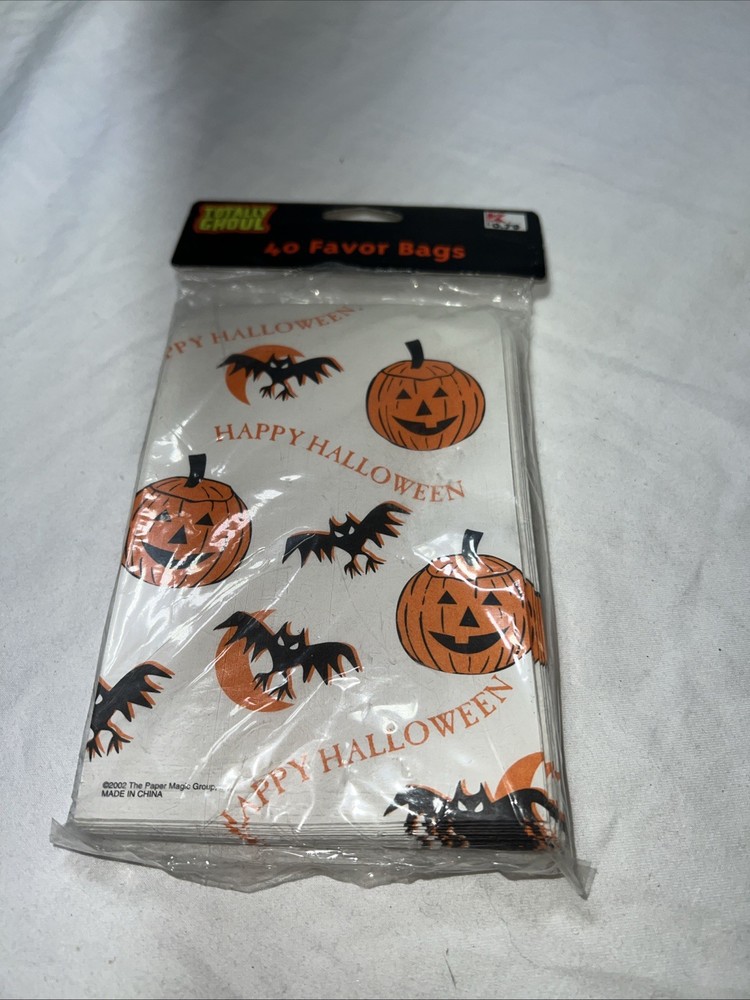 TOTALLY
GHOUL
40 Favor Bags
PPY HALLOWEEN
HAPPY HALLOWEEN
HAPPY HALLOWEEN
©2002 The Paper Magic Group,
MADE IN CHINA